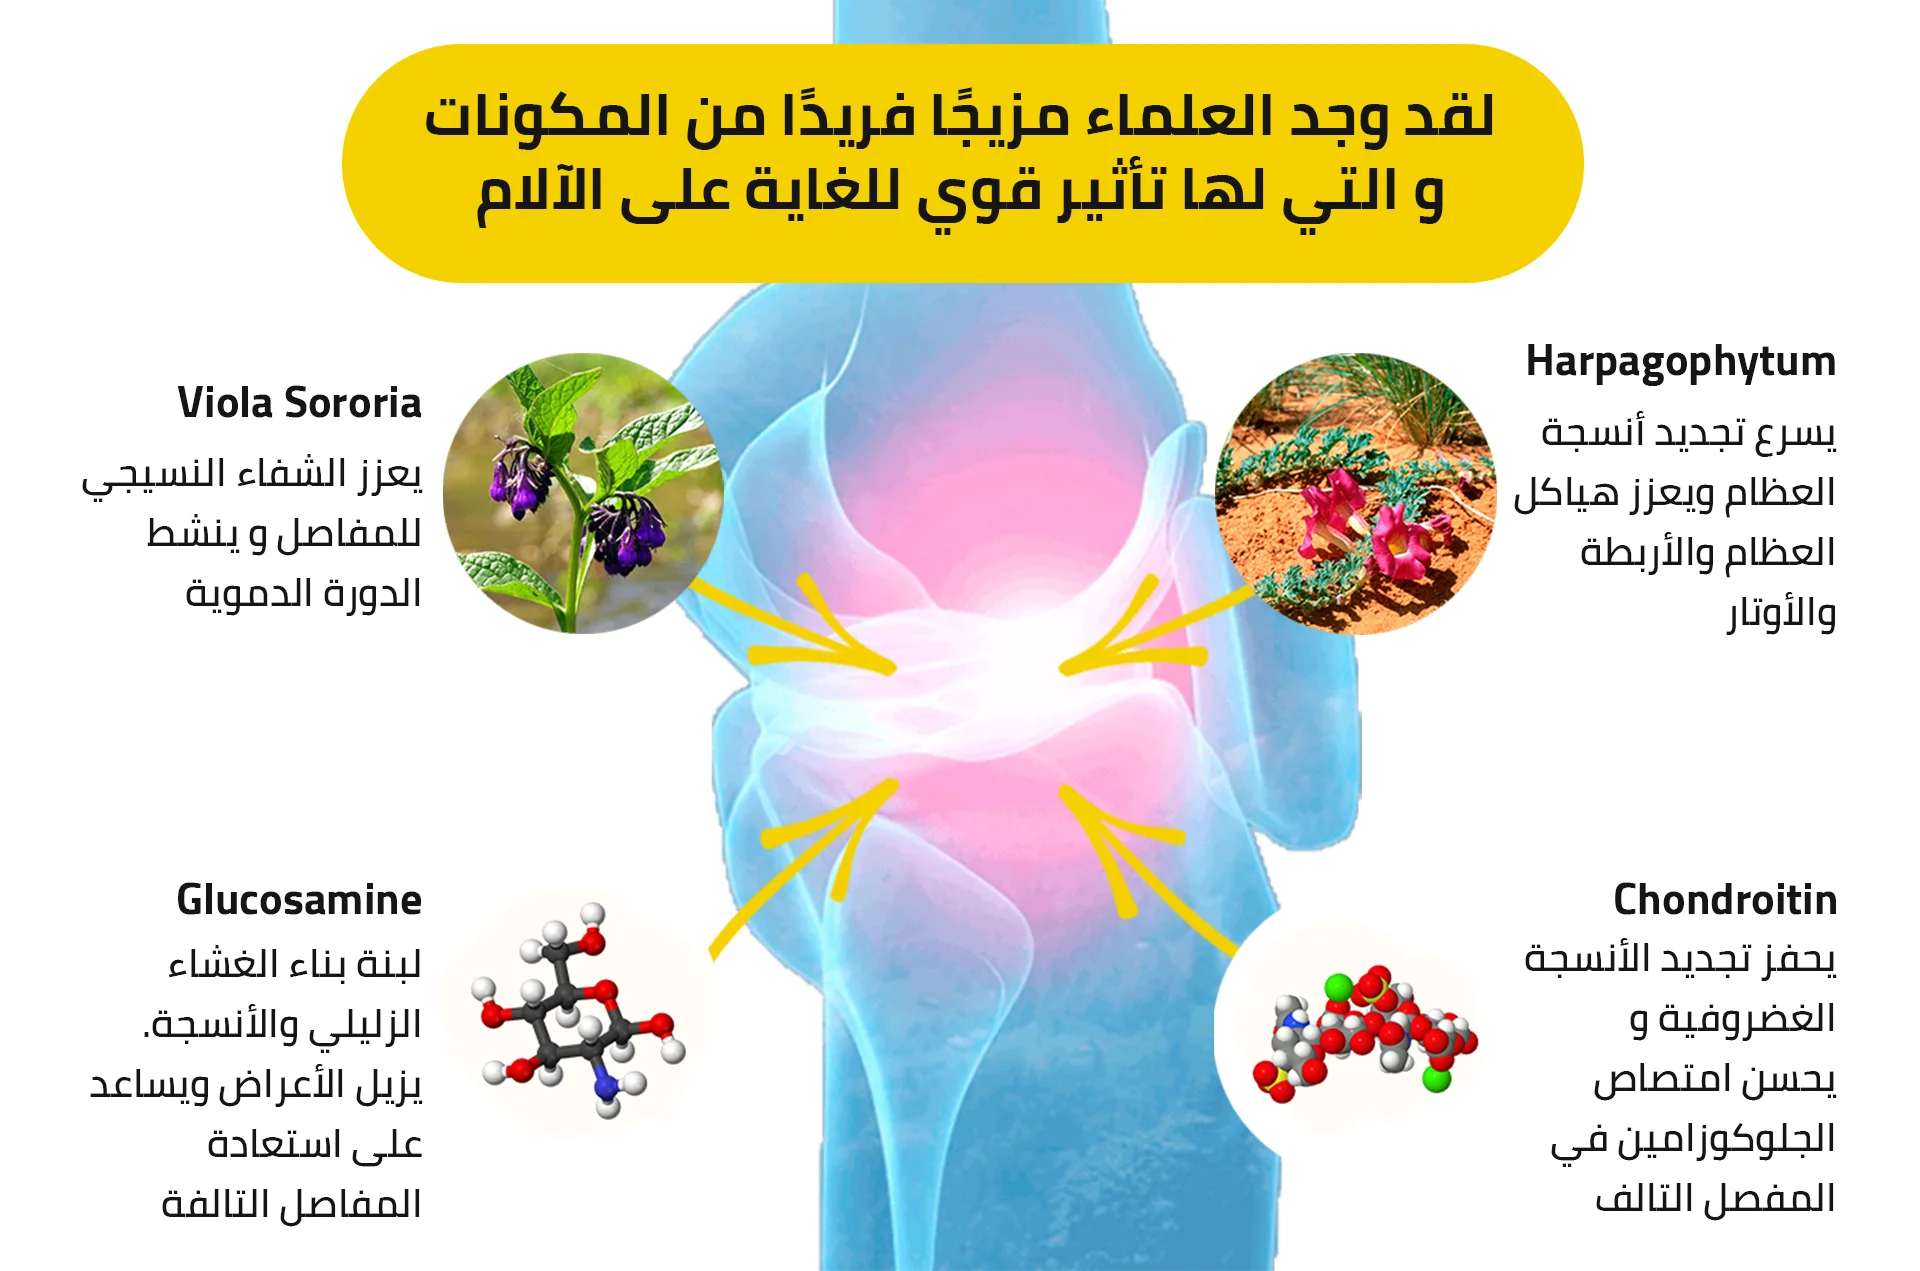 لقد وجد العلماء مزيجًا فريدًا من المكونات
و التي لها تأثير قوي للغاية على الآلام
Harpagophytum
يسرع تجديد أنسجة
العظام ويعزز هياكل
العظام والأربطة
والأوتار
Viola Sororia
يعزز الشفاء النسيجي
للمفاصل و ينشط
الدورة الدموية
Chondroitin
يحفز تجديد الأنسجة
الغضروفية و
يحسن امتصاص
الجلوكوزامين في
المفصل التالف
Glucosamine
لبنة بناء الغشاء
الزليلي والأنسجة.
يزيل الأعراض ويساعد
على استعادة
المفاصل التالفة